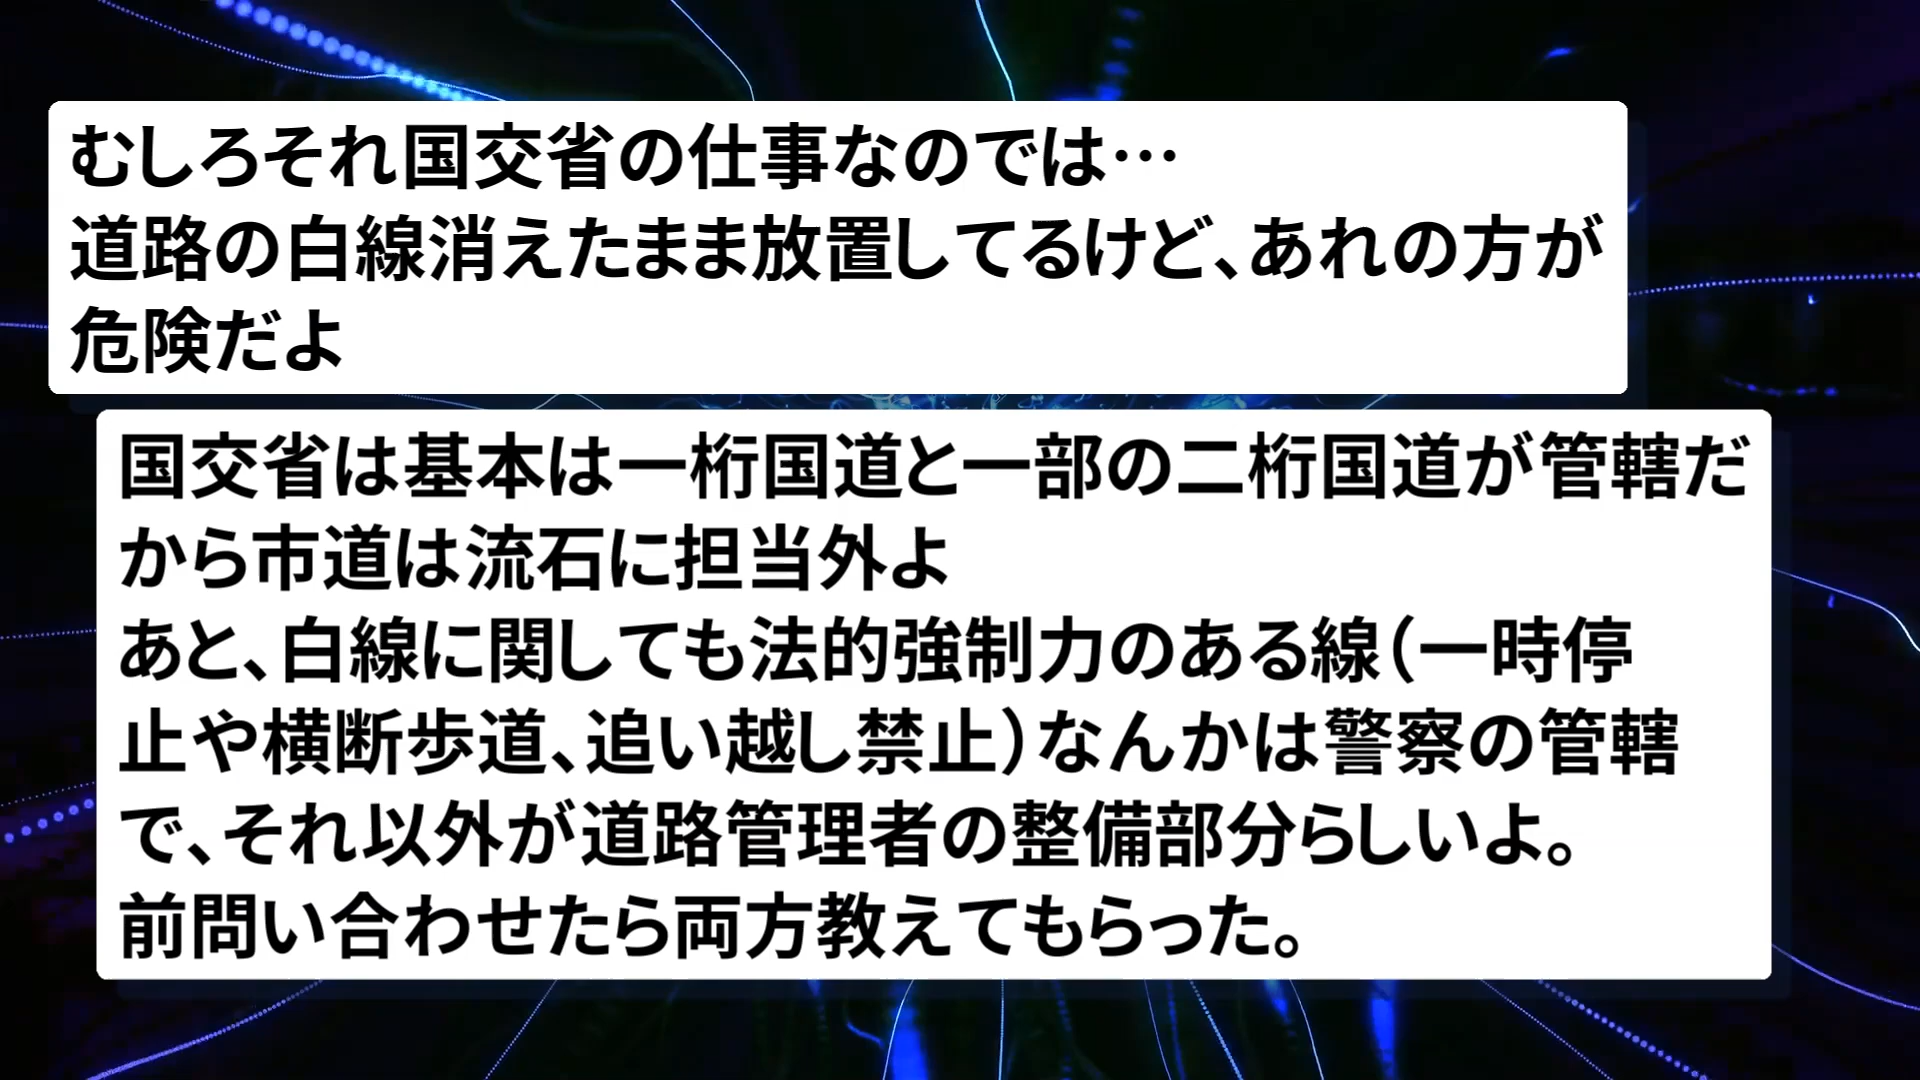 むしろそれ国交省の仕事なのでは…
道路の白線消えたまま放置してるけど、あれの方が
危険だよ
国交省は基本は一桁国道と一部の二桁国道が管轄だ
から市道は流石に担当外よ
あと、白線に関しても法的強制力のある線（一時停
止や横断歩道、追い越し禁止）なんかは警察の管轄
で、それ以外が道路管理者の整備部分らしいよ。
前問い合わせたら両方教えてもらった。